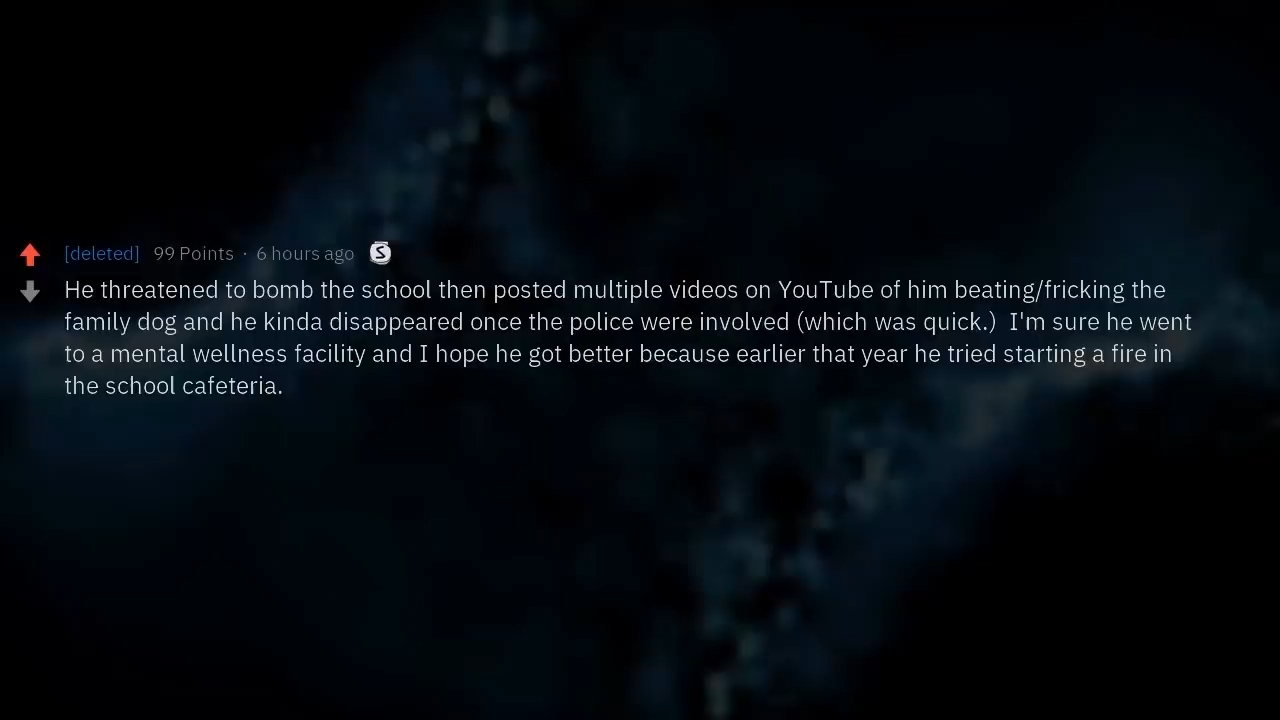 [deleted] 99 Points · 6 hours ago S
He threatened to bomb the school then posted multiple videos on YouTube of him beating/fricking the
family dog and he kinda disappeared once the police were involved (which was quick.)  I'm sure he went
to a mental wellness facility and I hope he got better because earlier that year he tried starting a fire in
the school cafeteria.